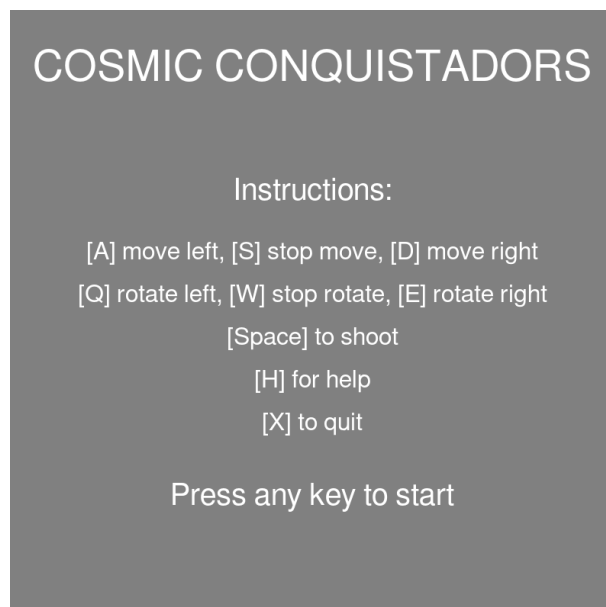 COSMIC CONQUISTADORS
Instructions:
[A] move left, [S] stop move, [D] move right
[Q] rotate left, [W] stop rotate, [E] rotate right
[Space] to shoot
[H] for help
[X] to quit
Press any key to start